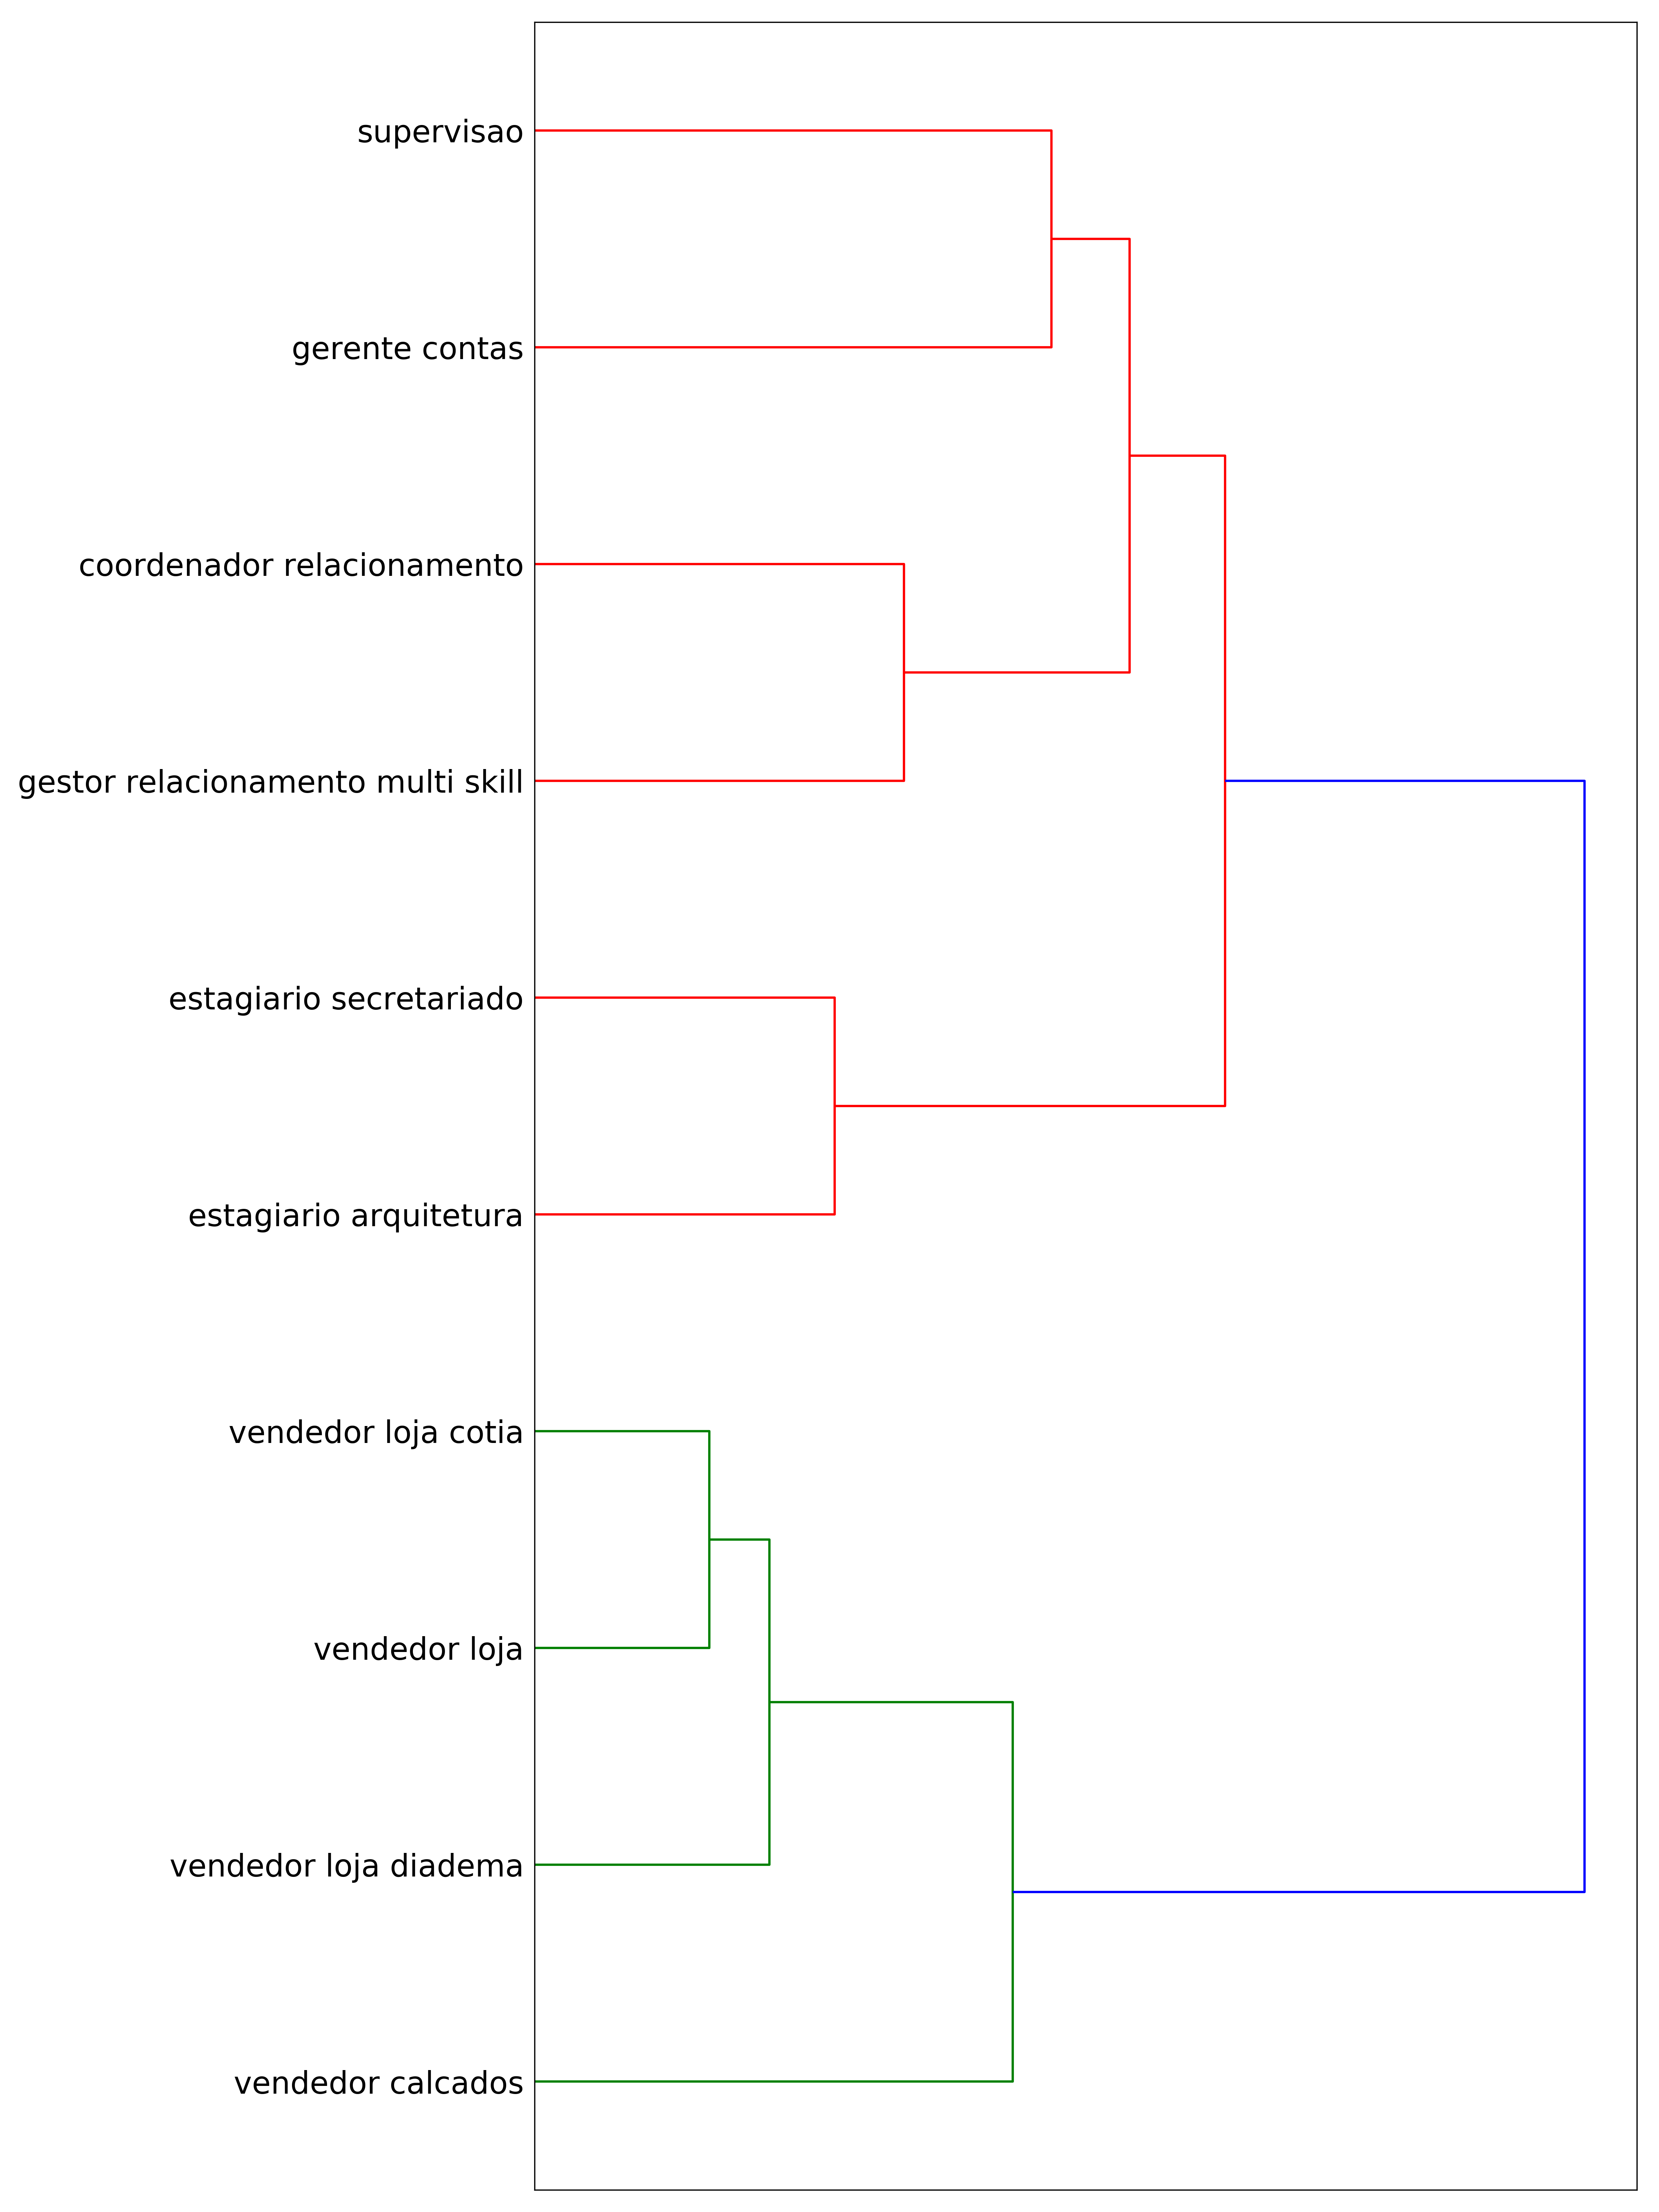 supervisao
gerente contas
coordenador relacionamento
gestor relacionamento multi skill
estagiario secretariado
estagiario arquitetura
vendedor loja cotia
vendedor loja
vendedor loja diadema
vendedor calcados